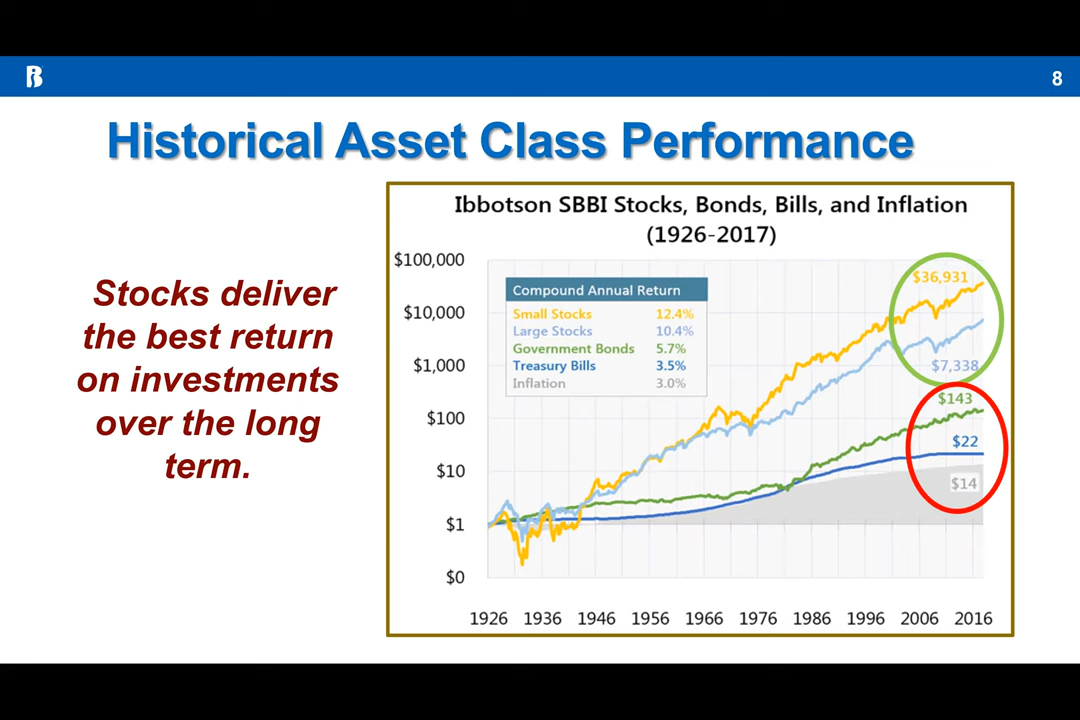 8
Historical Asset Class Performance
Stocks deliver
the best return
on investments
over the long
term.
Ibbotson SBBI Stocks, Bonds, Bills, and Inflation
(1926-2017)
$100,000
$10,000
$1,000
$100
$10
$1
$0
Compound Annual Return
Small Stocks 12.4%
Large Stocks 10.4%
Government Bonds 5.7%
Treasury Bills 3.5%
Inflation 3.0%
$36,931
$7,338
$143
$22
$14
1926 1936 1946 1956 1966 1976 1986 1996 2006 2016